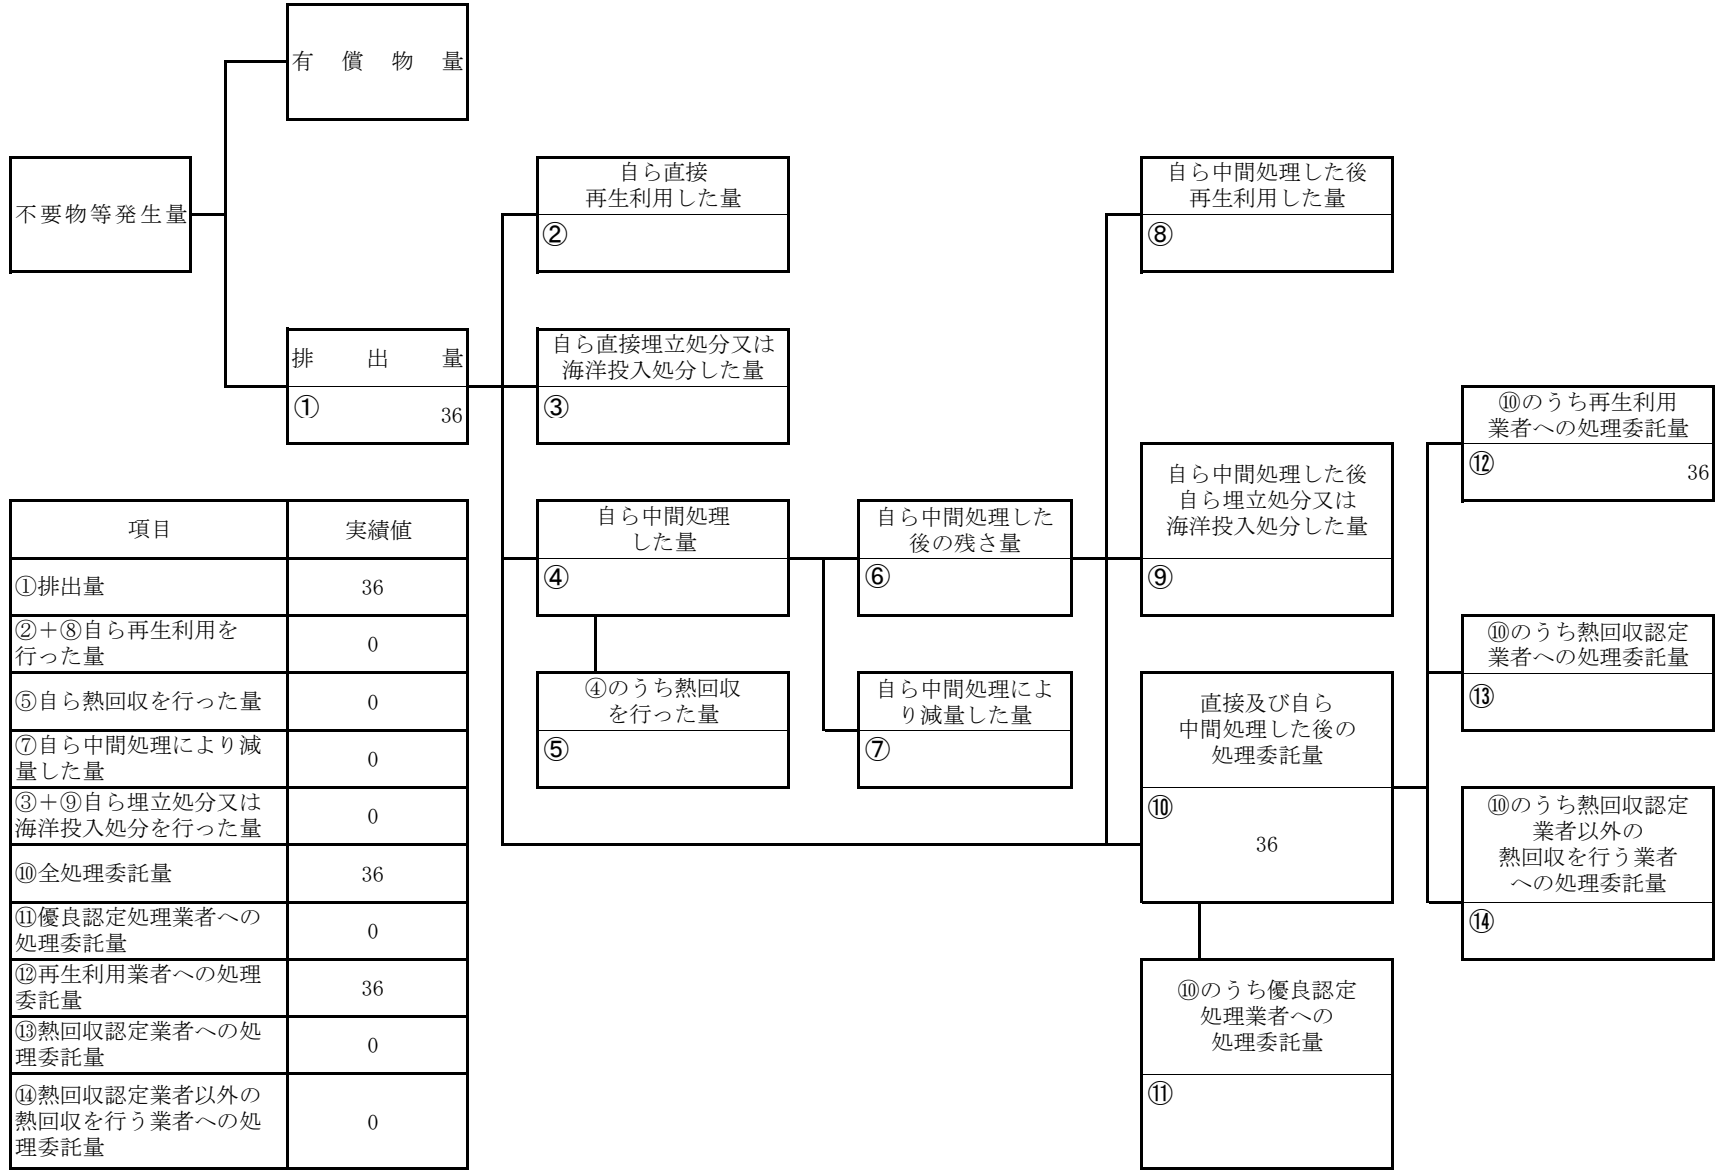 有償物量
不要物等発生量
排出量
① 36
自ら直接
再生利用した量
②
自ら直接埋立処分又は
海洋投入処分した量
③
自ら中間処理
した量
④
④のうち熱回収
を行った量
⑤
自ら中間処理した
後の残さ量
⑥
自ら中間処理によ
り減量した量
⑦
自ら中間処理した後
再生利用した量
⑧
自ら中間処理した後
自ら埋立処分又は
海洋投入処分した量
⑨
直接及び自ら
中間処理した後の
処理委託量
⑩
36
⑩のうち優良認定
処理業者への
処理委託量
⑪
⑩のうち再生利用
業者への処理委託量
⑫ 36
⑩のうち熱回収認定
業者への処理委託量
⑬
⑩のうち熱回収認定
業者以外の
熱回収を行う業者
への処理委託量
⑭
項目 実績値
①排出量 36
②＋⑧自ら再生利用を
行った量 0
⑤自ら熱回収を行った量 0
⑦自ら中間処理により減
量した量 0
③＋⑨自ら埋立処分又は
海洋投入処分を行った量 0
⑩全処理委託量 36
⑪優良認定処理業者への
処理委託量 0
⑫再生利用業者への処理
委託量 36
⑬熱回収認定業者への処
理委託量 0
⑭熱回収認定業者以外の
熱回収を行う業者への処
理委託量 0